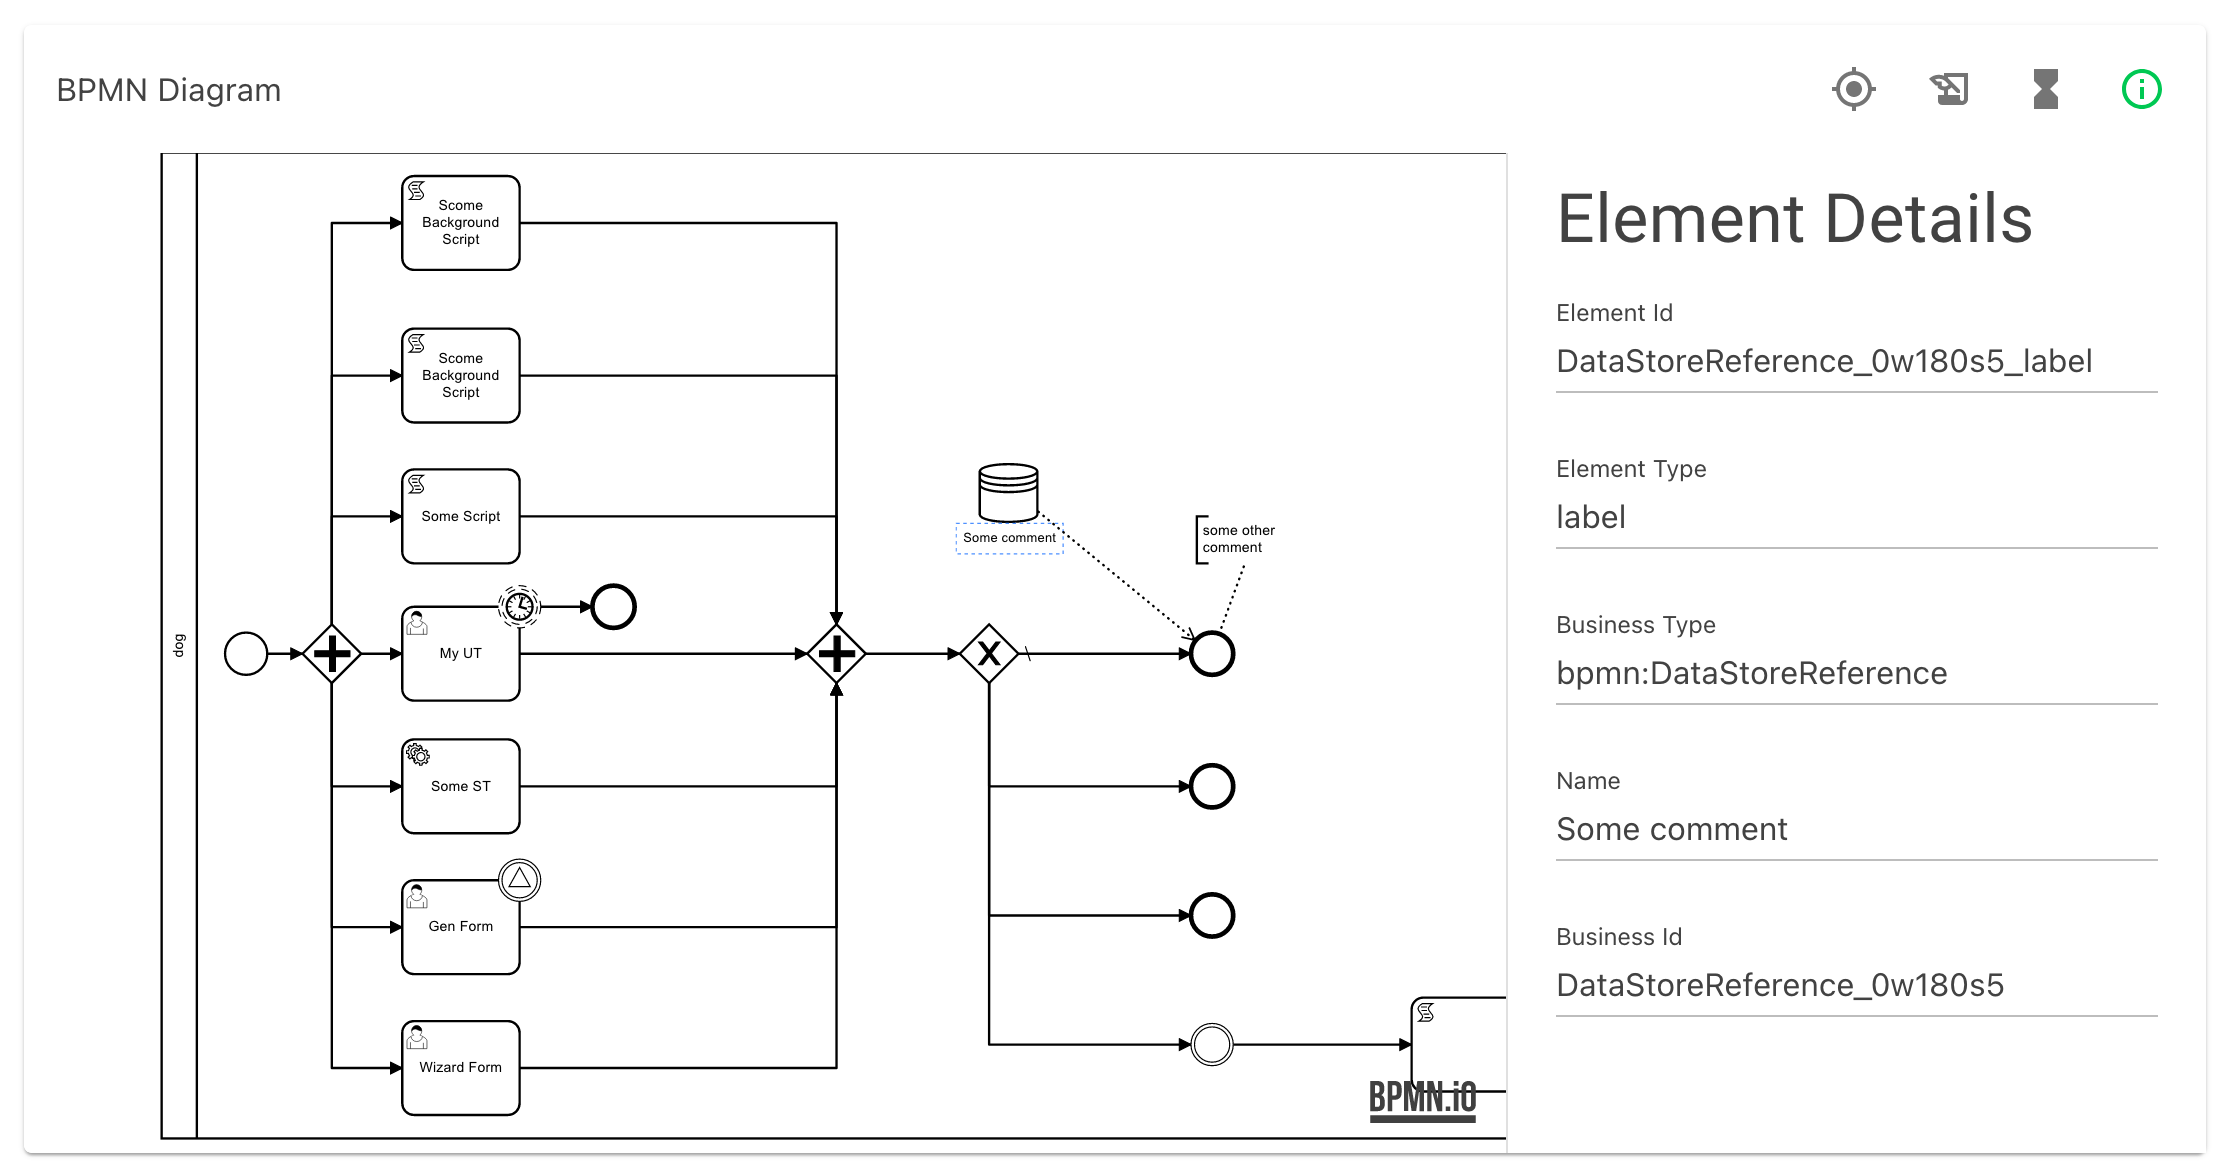 BPMN Diagram
Scome
Background
Script
Scome
Background
Script
Some Script
My UT
Some ST
Gen Form
Wizard Form
dog
Some comment
some other
comment
X
BPMN.iO
Element Details
Element Id
DataStoreReference_0w180s5_label
Element Type
label
Business Type
bpmn:DataStoreReference
Name
Some comment
Business Id
DataStoreReference_0w180s5